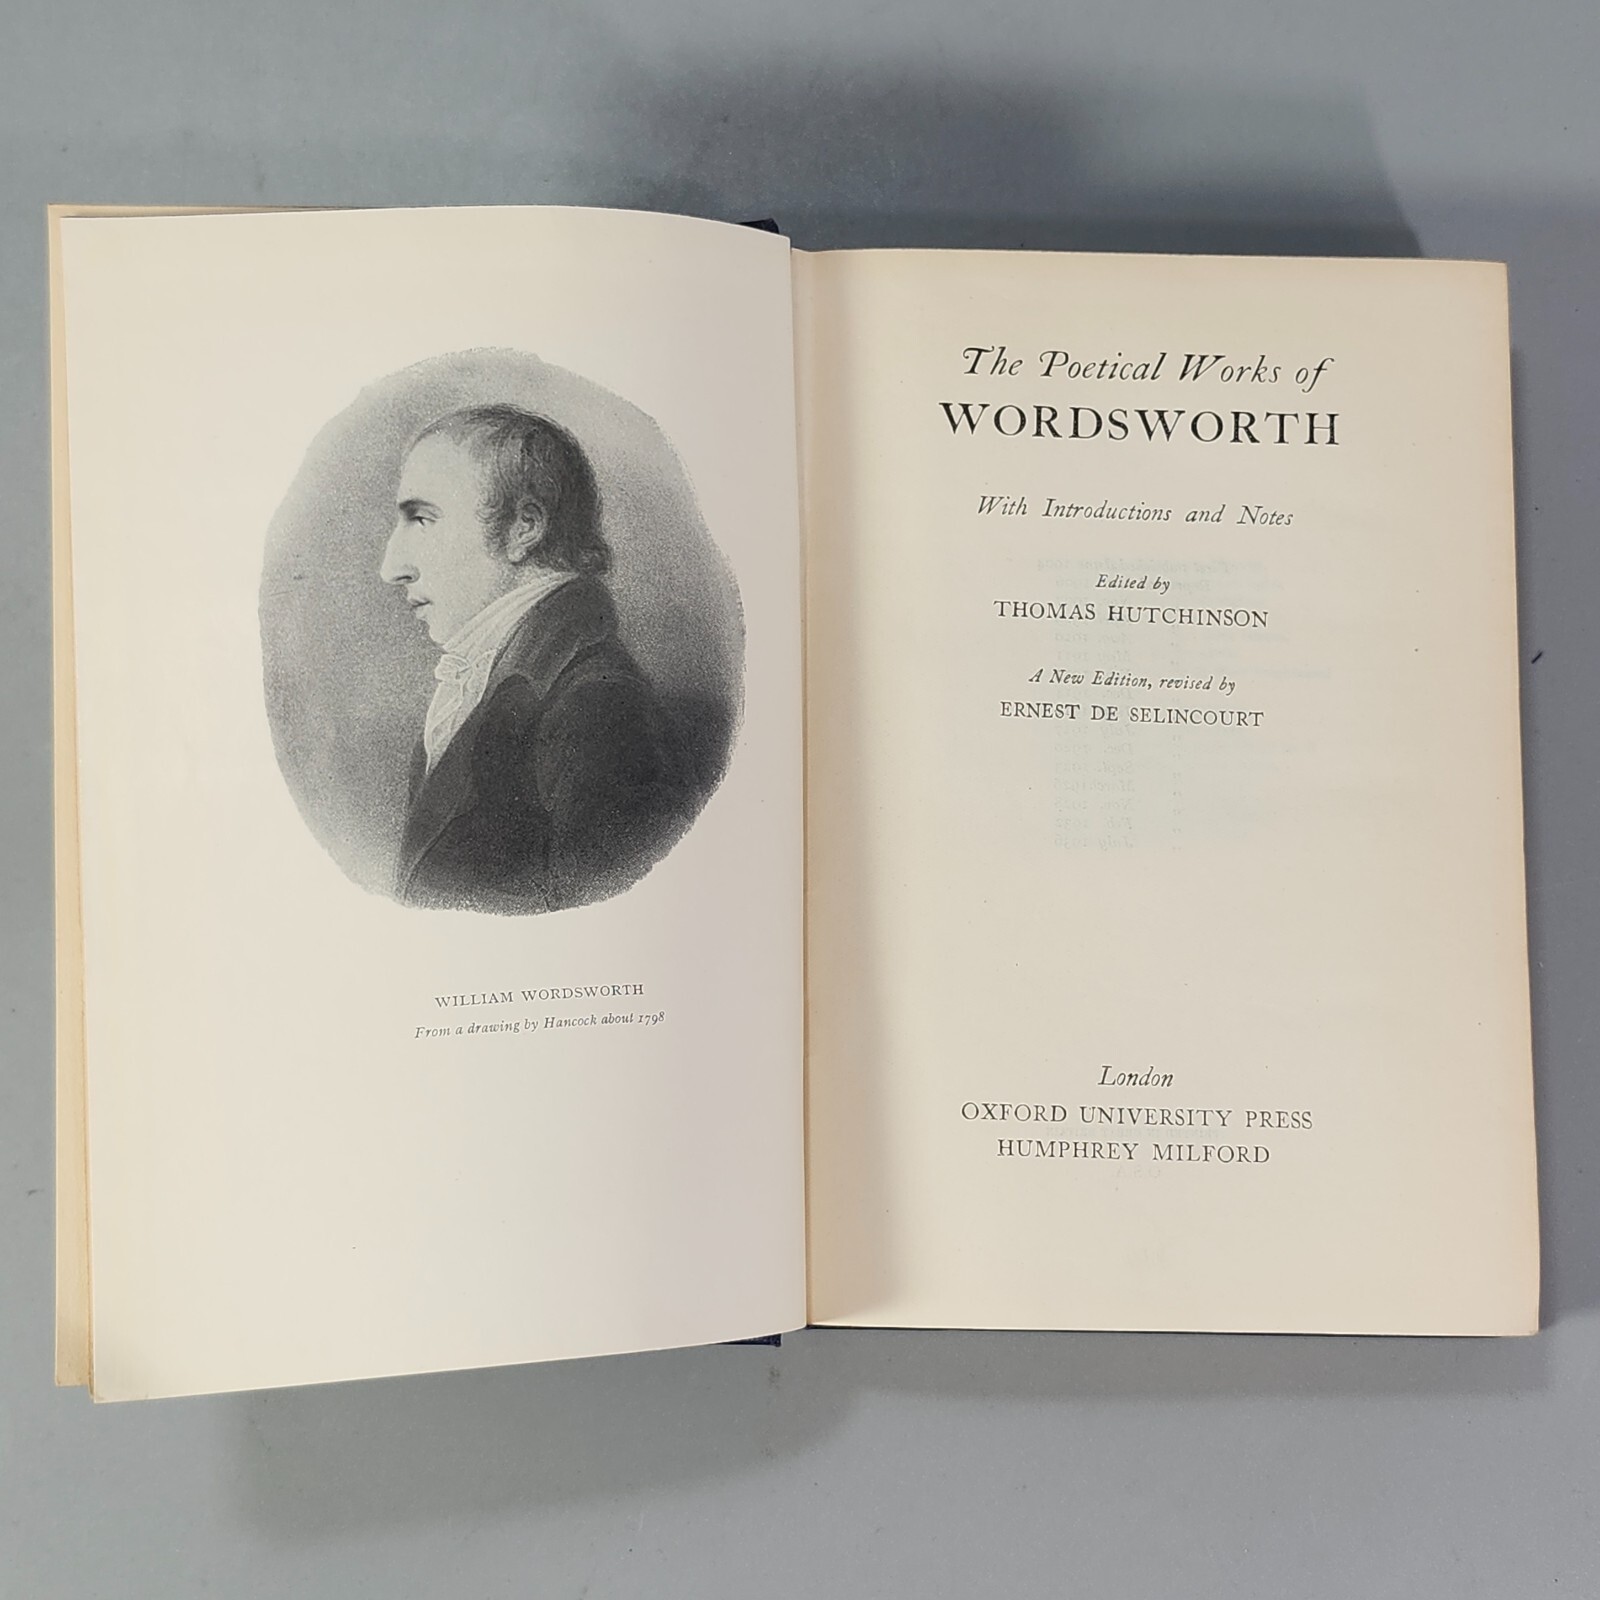 WILLIAM WORDSWORTH
From a drawing by Hancock about 1798
The Poetical Works of
WORDSWORTH
With Introductions and Notes
Edited by
THOMAS HUTCHINSON
A New Edition, revised by
ERNEST DE SELINCOURT
London
OXFORD UNIVERSITY PRESS
HUMPHREY MILFORD